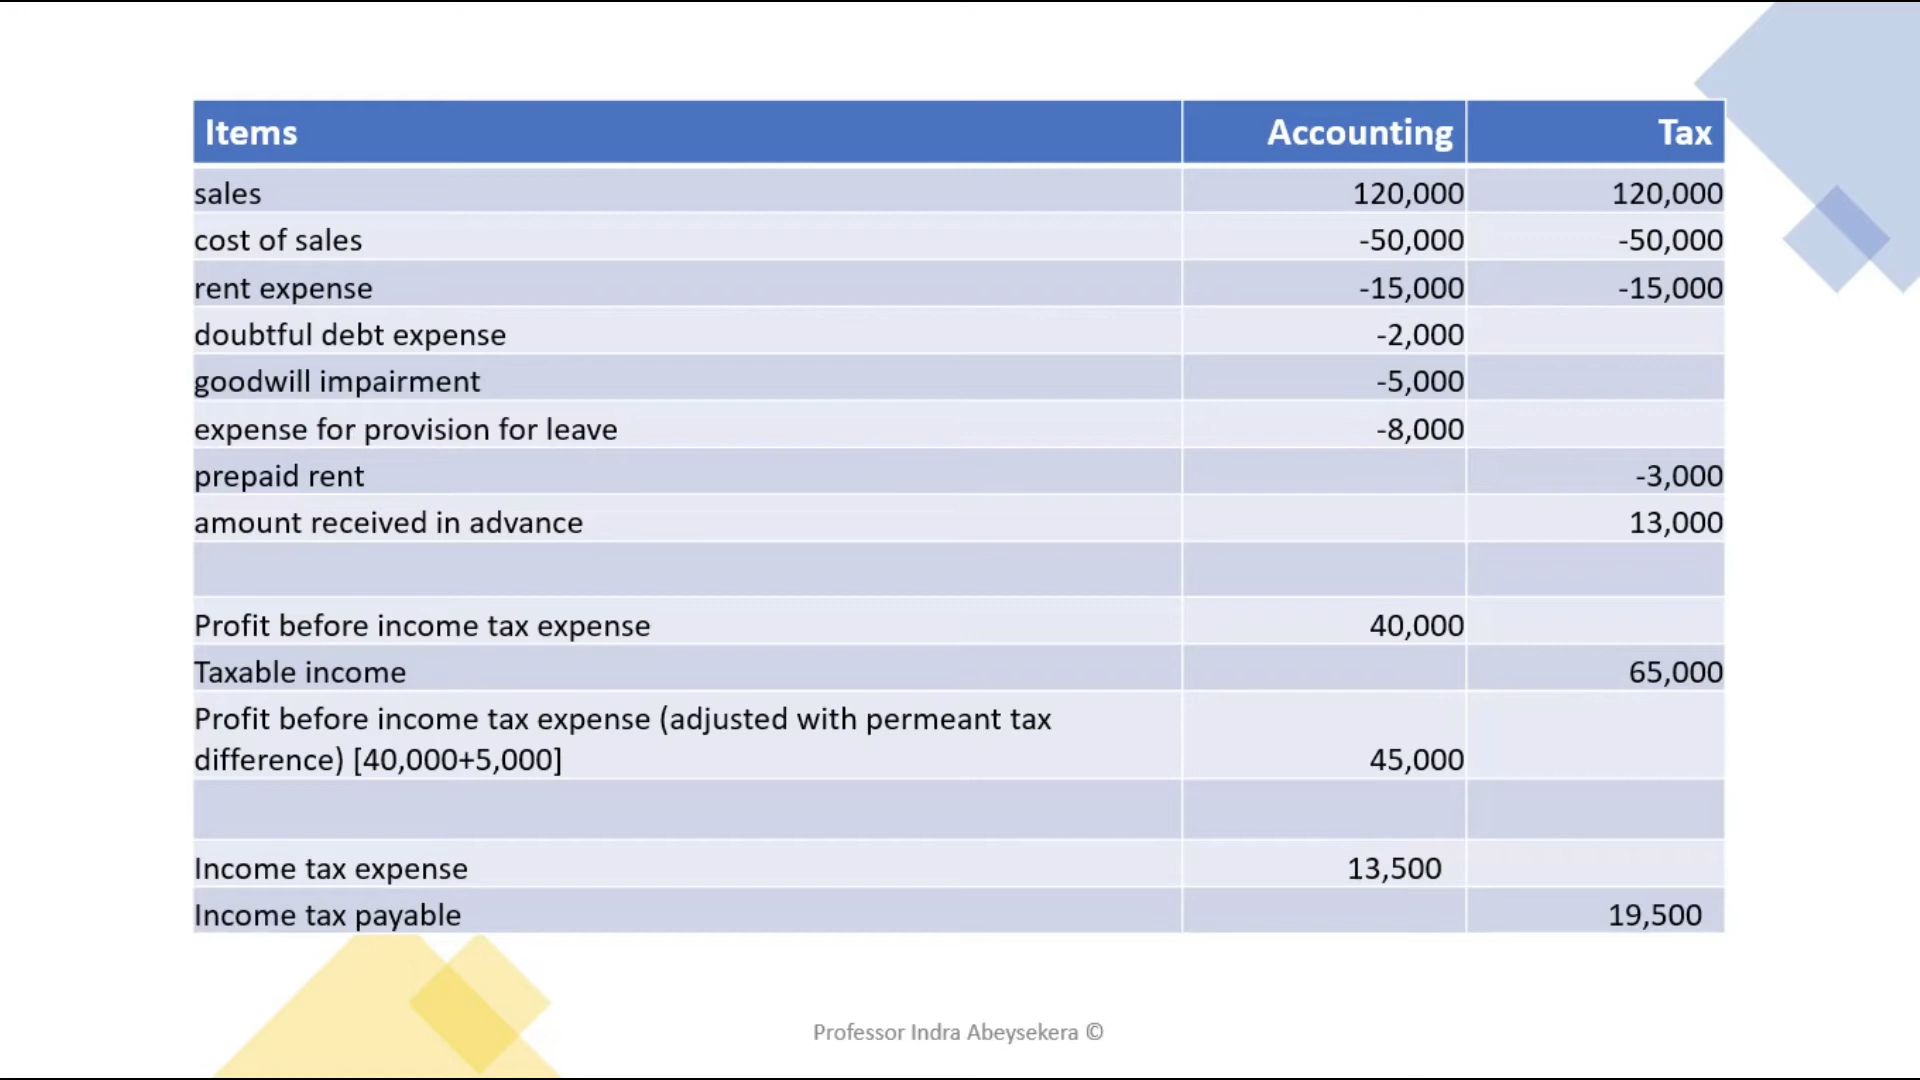 Items Accounting Tax
sales 120,000 120,000
cost of sales -50,000 -50,000
rent expense -15,000 -15,000
doubtful debt expense -2,000
goodwill impairment -5,000
expense for provision for leave -8,000
prepaid rent -3,000
amount received in advance 13,000
Profit before income tax expense 40,000
Taxable income 65,000
Profit before income tax expense (adjusted with permeant tax
difference) [40,000+5,000] 45,000
Income tax expense 13,500
Income tax payable 19,500
Professor Indra Abeysekera ©